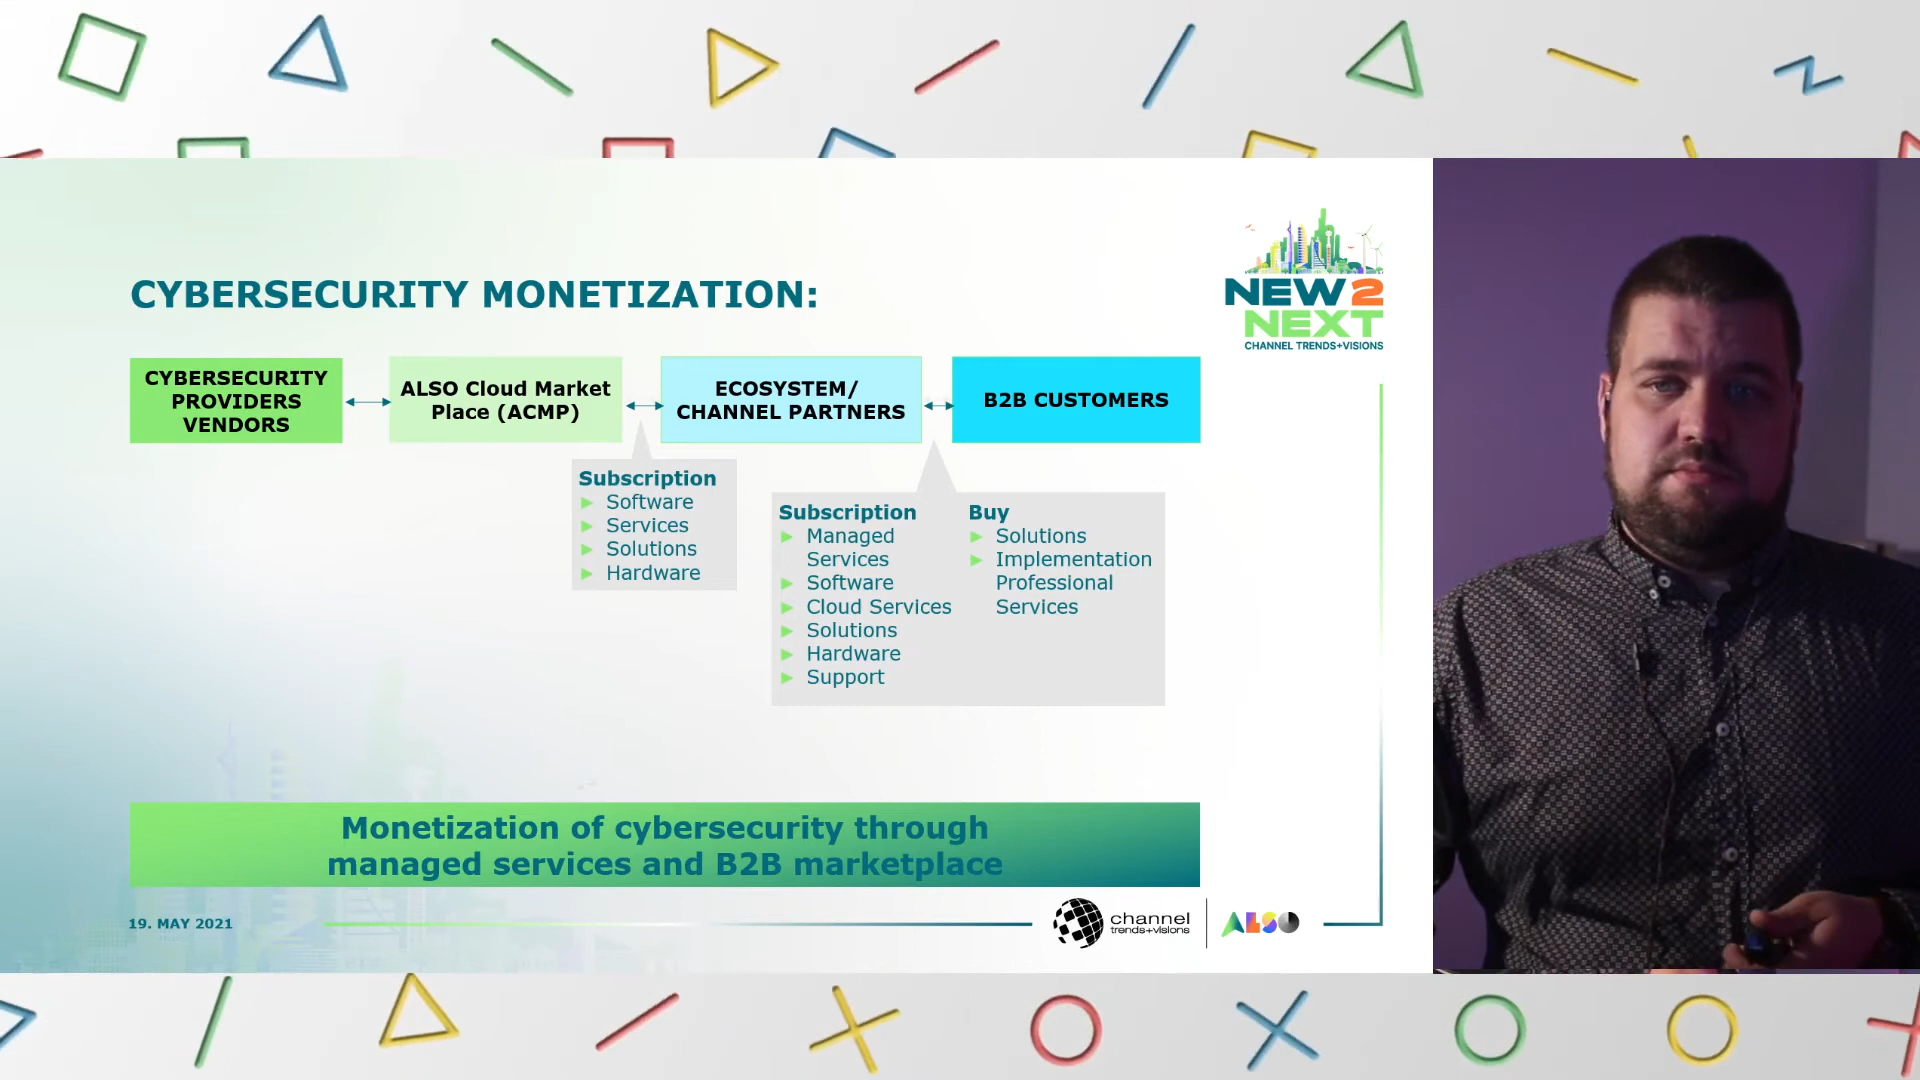 NEW2
NEXT
CHANNEL TRENDS+VISIONS
CYBERSECURITY MONETIZATION:
CYBERSECURITY
PROVIDERS
VENDORS
ALSO Cloud Market
Place (ACMP)
ECOSYSTEM/
CHANNEL PARTNERS
B2B CUSTOMERS
Subscription
Software
Services
Solutions
Hardware
Subscription
Managed
Services
Software
Cloud Services
Solutions
Hardware
Support
Buy
Solutions
Implementation
Professional
Services
Monetization of cybersecurity through
managed services and B2B marketplace
19. MAY 2021
channel
trends+visions
ALSO